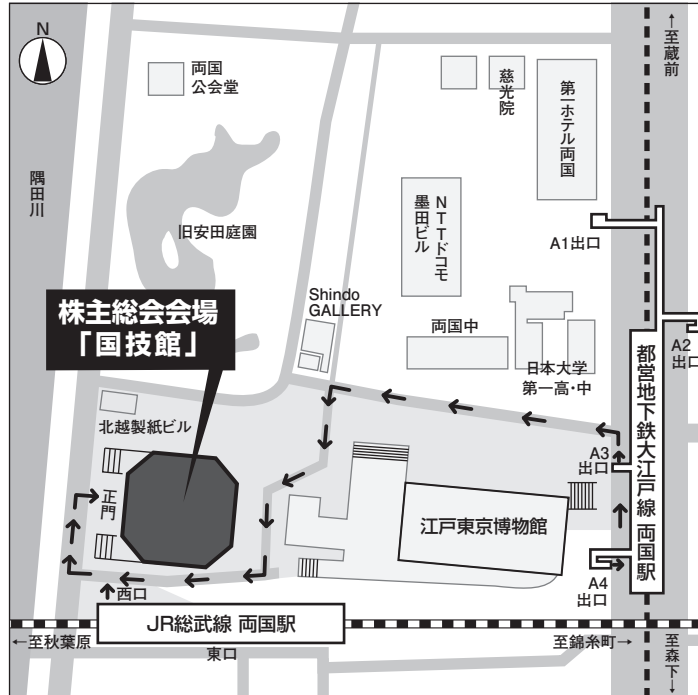 N
↑至蔵前
両国
公会堂
慈光院
第一ホテル両国
隅田川
NTTドコモ
墨田ビル
旧安田庭園
A1出口
Shindo
GALLERY
株主総会会場
「国技館」
両国中
A2
出口
日本大学
第一高・中
都営地下鉄大江戸線 両国駅
北越製紙ビル
A3
出口
正門
江戸東京博物館
A4
出口
西口
JR総武線 両国駅
←至秋葉原
東口
至錦糸町→
至森下↓